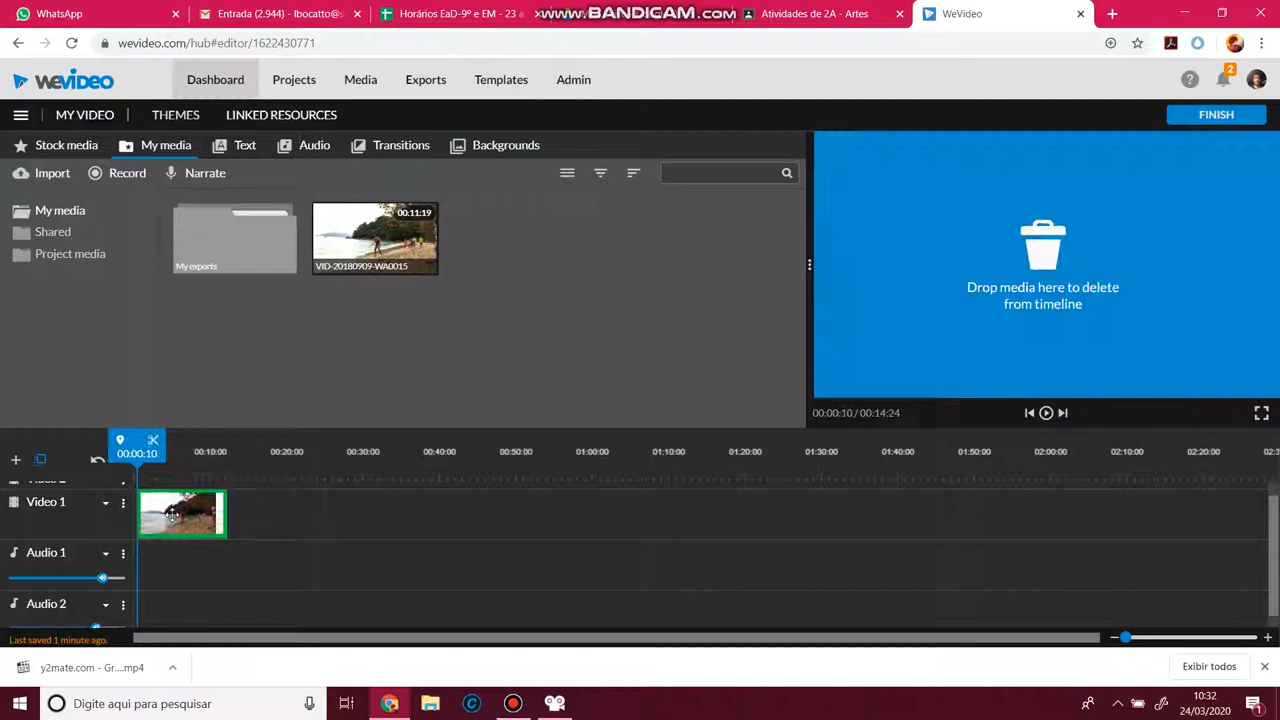 WhatsApp
Entrada (2.944) - lbocatto@s
Horários EaD-9º e EM - 23 a
WWW.BANDICAM.COM
Atividades de 2A - Artes
WeVideo
wevideo.com/hub#editor/1622430771
wevideo
Dashboard
Projects
Media
Exports
Templates
Admin
2
MY VIDEO
THEMES
LINKED RESOURCES
FINISH
Stock media
My media
Text
Audio
Transitions
Backgrounds
Import
Record
Narrate
My media
Shared
Project media
My exports
00:11:19
VID-20180909-WA0015
Drop media here to delete
from timeline
00:00:10 / 00:14:24
00:00:10
00:10:00
00:20:00
00:30:00
00:40:00
00:50:00
01:00:00
01:10:00
01:20:00
01:30:00
01:40:00
01:50:00
02:00:00
02:10:00
02:20:00
02:3
Video 1
Audio 1
Audio 2
Last saved 1 minute ago.
y2mate.com - Gr....mp4
Exibir todos
Digite aqui para pesquisar
10:32
24/03/2020
1